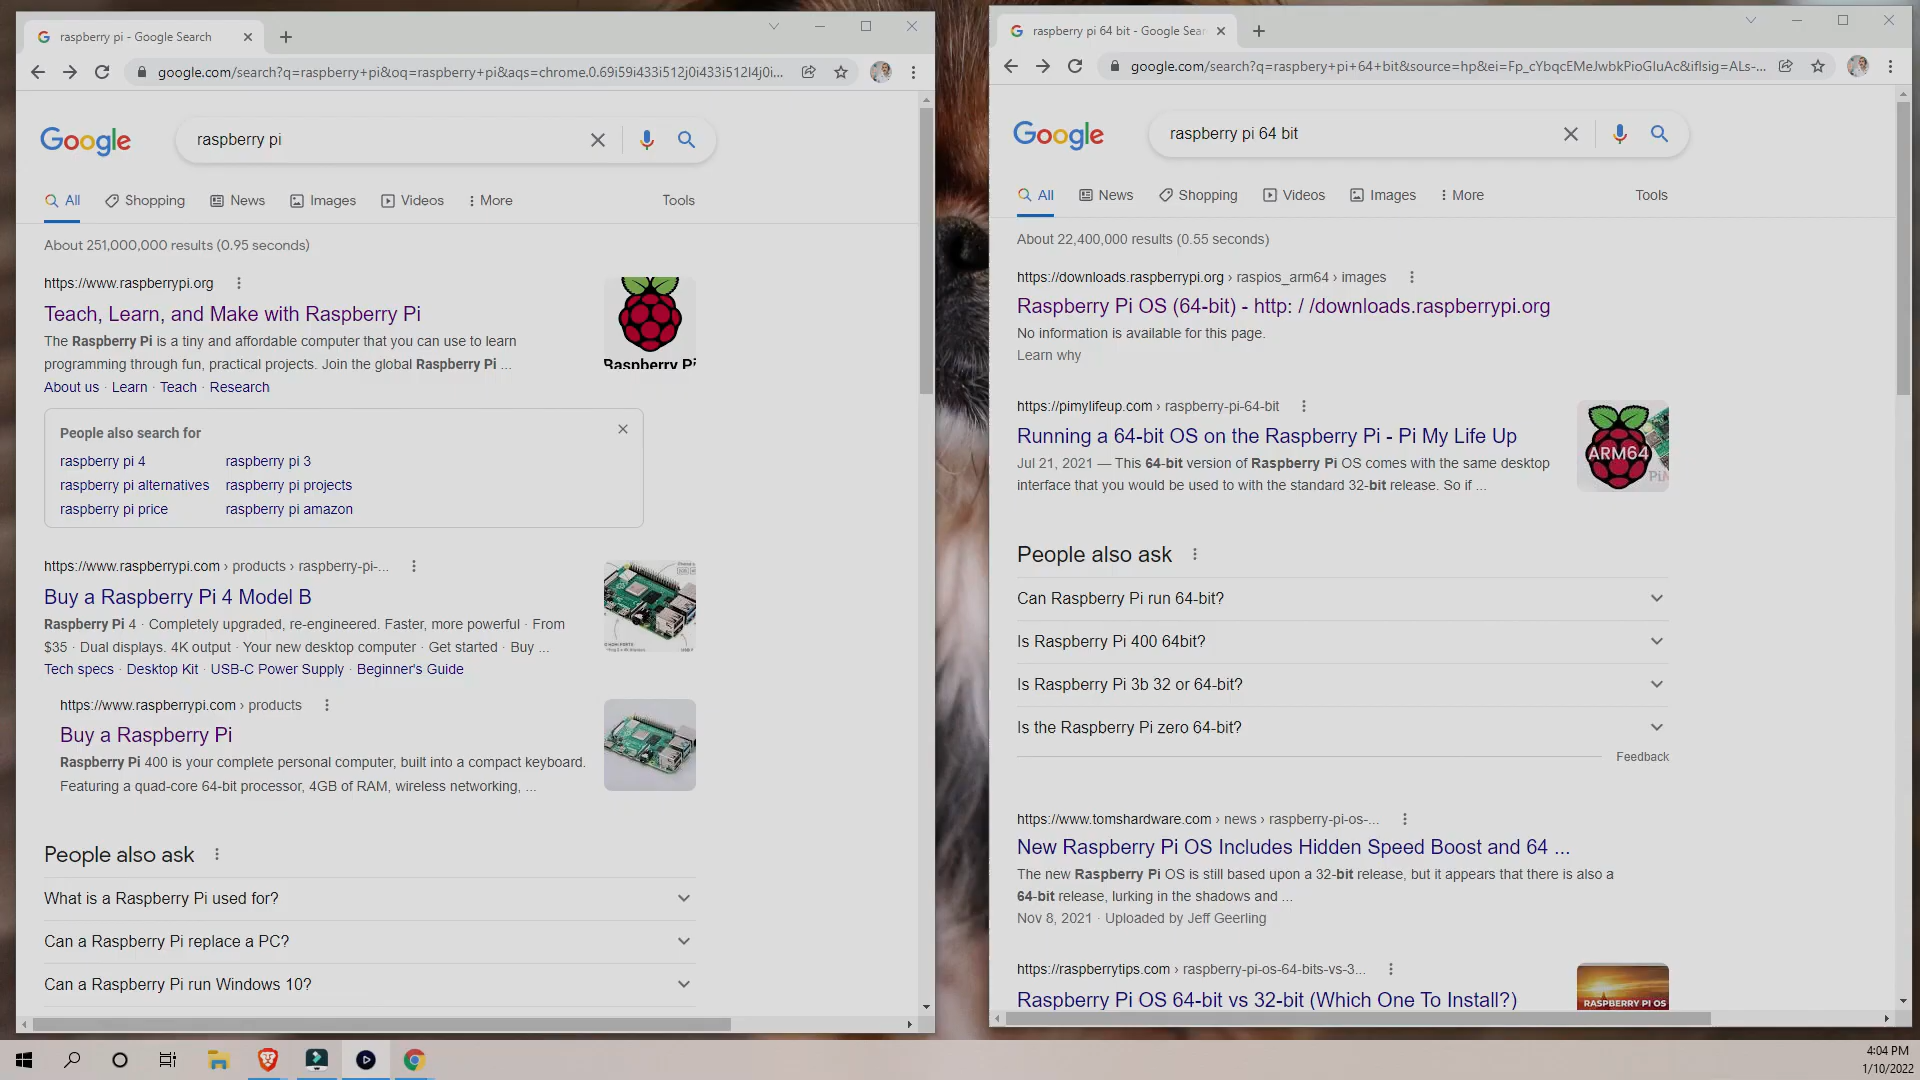 raspberry pi - Google Search
google.com/search?q=raspberry+pi&oq=raspberry+pi&aqs=chrome.0.69i59i433i512j0i433i512l4j0i...
Google
raspberry pi
All
Shopping
News
Images
Videos
More
Tools
About 251,000,000 results (0.95 seconds)
https://www.raspberrypi.org
Teach, Learn, and Make with Raspberry Pi
The Raspberry Pi is a tiny and affordable computer that you can use to learn
programming through fun, practical projects. Join the global Raspberry Pi ...
About us · Learn · Teach · Research
Raspberry Pi
People also search for
raspberry pi 4
raspberry pi 3
raspberry pi alternatives
raspberry pi projects
raspberry pi price
raspberry pi amazon
https://www.raspberrypi.com › products › raspberry-pi-...
Buy a Raspberry Pi 4 Model B
Raspberry Pi 4 · Completely upgraded, re-engineered. Faster, more powerful · From
$35 · Dual displays. 4K output · Your new desktop computer · Get started · Buy ...
Tech specs · Desktop Kit · USB-C Power Supply · Beginner's Guide
https://www.raspberrypi.com › products
Buy a Raspberry Pi
Raspberry Pi 400 is your complete personal computer, built into a compact keyboard.
Featuring a quad-core 64-bit processor, 4GB of RAM, wireless networking, ...
People also ask
What is a Raspberry Pi used for?
Can a Raspberry Pi replace a PC?
Can a Raspberry Pi run Windows 10?
raspberry pi 64 bit - Google Sear
google.com/search?q=raspbery+pi+64+bit&source=hp&ei=Fp_cYbqcEMeJwbkPioGluAc&iflsig=ALs-...
Google
raspberry pi 64 bit
All
News
Shopping
Videos
Images
More
Tools
About 22,400,000 results (0.55 seconds)
https://downloads.raspberrypi.org › raspios_arm64 › images
Raspberry Pi OS (64-bit) - http: / /downloads.raspberrypi.org
No information is available for this page.
Learn why
https://pimylifeup.com › raspberry-pi-64-bit
Running a 64-bit OS on the Raspberry Pi - Pi My Life Up
Jul 21, 2021 — This 64-bit version of Raspberry Pi OS comes with the same desktop
interface that you would be used to with the standard 32-bit release. So if ...
ARM64
People also ask
Can Raspberry Pi run 64-bit?
Is Raspberry Pi 400 64bit?
Is Raspberry Pi 3b 32 or 64-bit?
Is the Raspberry Pi zero 64-bit?
Feedback
https://www.tomshardware.com › news › raspberry-pi-os-...
New Raspberry Pi OS Includes Hidden Speed Boost and 64 ...
The new Raspberry Pi OS is still based upon a 32-bit release, but it appears that there is also a
64-bit release, lurking in the shadows and ...
Nov 8, 2021 · Uploaded by Jeff Geerling
https://raspberrytips.com › raspberry-pi-os-64-bits-vs-3...
Raspberry Pi OS 64-bit vs 32-bit (Which One To Install?)
RASPBERRY PI OS
4:04 PM
1/10/2022